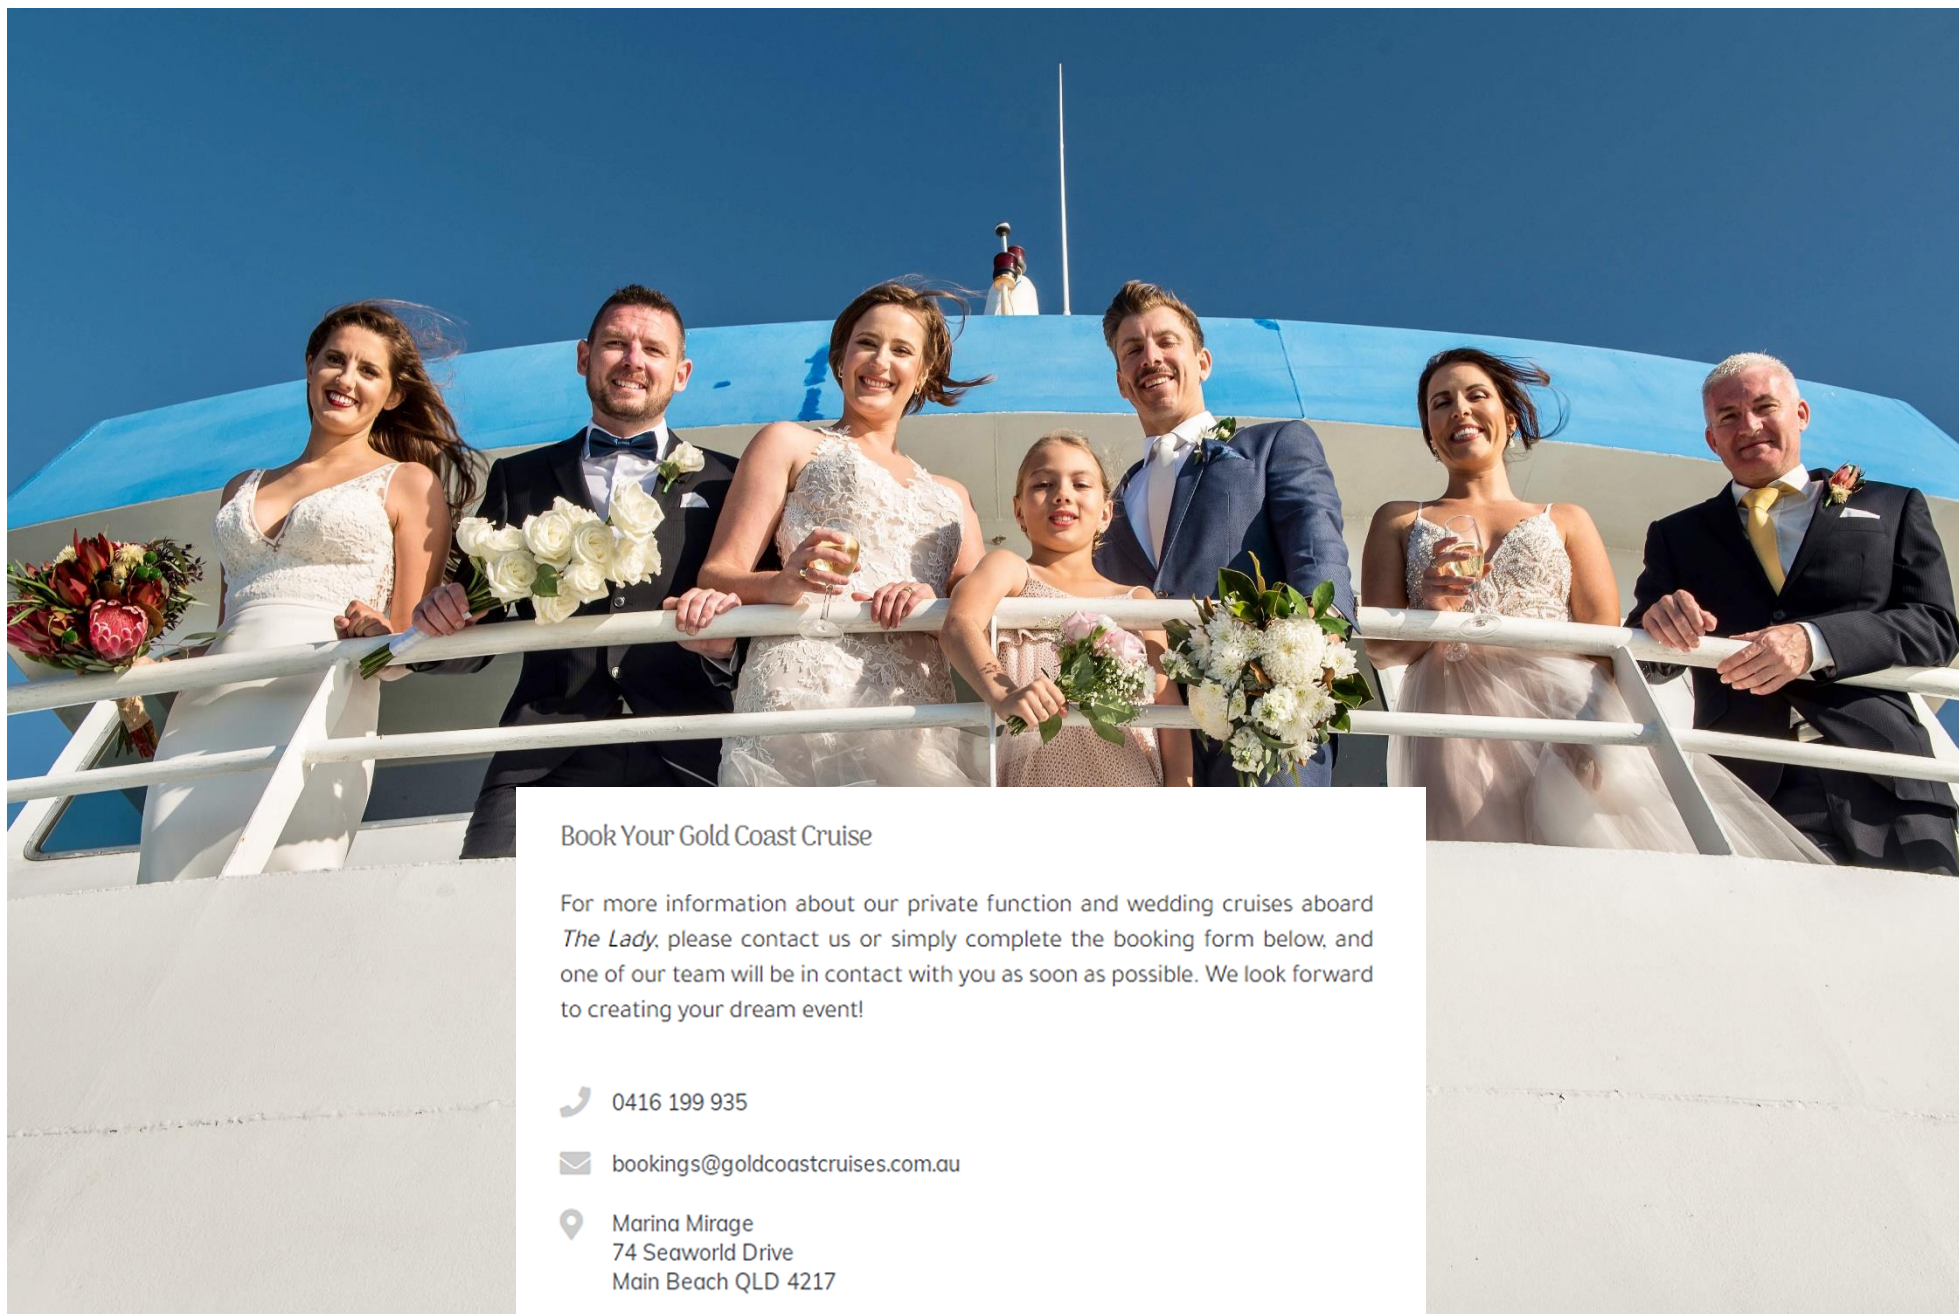 Book Your Gold Coast Cruise
For more information about our private function and wedding cruises aboard
The Lady, please contact us or simply complete the booking form below, and
one of our team will be in contact with you as soon as possible. We look forward
to creating your dream event!
0416 199 935
bookings@goldcoastcruises.com.au
Marina Mirage
74 Seaworld Drive
Main Beach QLD 4217